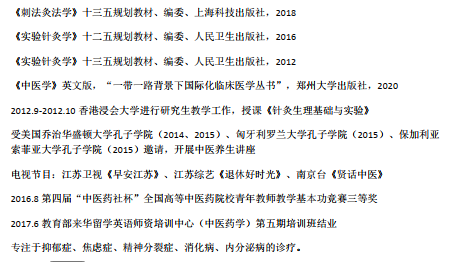 《刺法灸法学》十三五规划教材、编委、上海科技出版社，2018
《实验针灸学》十二五规划教材、编委、人民卫生出版社，2016
《实验针灸学》十三五规划教材、编委、人民卫生出版社，2012
《中医学》英文版，“一带一路背景下国际化临床医学丛书”，郑州大学出版社，2020
2012.9-2012.10 香港浸会大学进行研究生教学工作，授课《针灸生理基础与实验》
受美国乔治华盛顿大学孔子学院（2014、2015）、匈牙利罗兰大学孔子学院（2015）、保加利亚
索菲亚大学孔子学院（2015）邀请，开展中医养生讲座
电视节目：江苏卫视《早安江苏》、江苏综艺《退休好时光》、南京台《贤话中医》
2016.8 第四届“中医药社杯”全国高等中医药院校青年教师教学基本功竞赛三等奖
2017.6 教育部来华留学英语师资培训中心（中医药学）第五期培训班结业
专注于抑郁症、焦虑症、精神分裂症、消化病、内分泌病的诊疗。